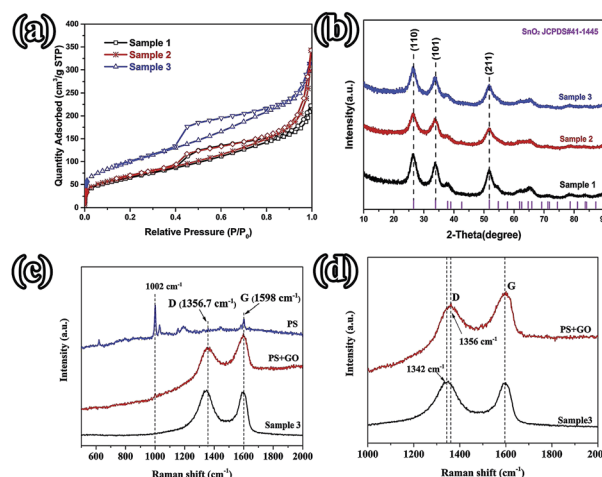 (a)
Sample 1
Sample 2
Sample 3
Quantity Adsorbed (cm³/g STP)
400
350
300
250
200
150
100
50
0
0.0
0.2
0.4
0.6
0.8
1.0
Relative Pressure (P/P₀)
(b)
SnO₂ JCPDS#41-1445
(110)
(101)
(211)
Sample 3
Sample 2
Sample 1
Intensity(a.u.)
10
20
30
40
50
60
70
80
90
2-Theta(degree)
(c)
1002 cm⁻¹
D (1356.7 cm⁻¹)
G (1598 cm⁻¹)
PS
PS+GO
Sample 3
Intensity (a.u.)
600
800
1000
1200
1400
1600
1800
2000
Raman shift (cm⁻¹)
(d)
G
D
PS+GO
1356 cm⁻¹
1342 cm⁻¹
Sample3
Intensity (a.u.)
1000
1200
1400
1600
1800
2000
Raman shift (cm⁻¹)